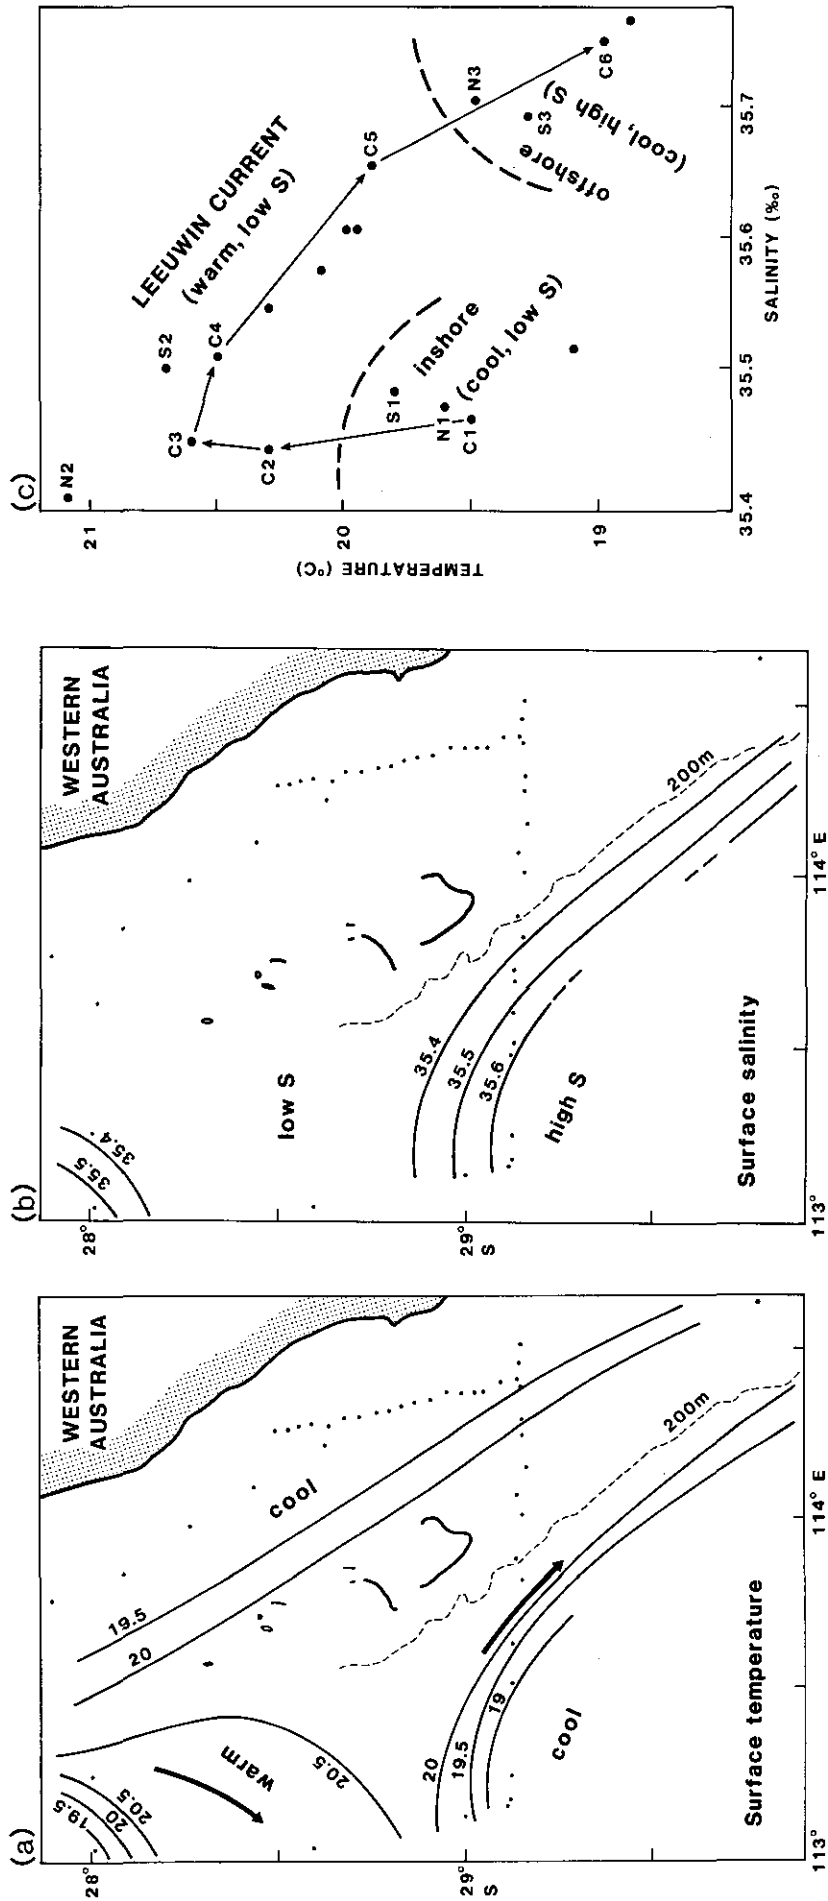 (a)
WESTERN
AUSTRALIA
28°
29°
S
19.5
20
20.5
warm
20.5
19.5
20
cool
20
19.5
19
cool
200m
Surface temperature
113°
114° E
(b)
WESTERN
AUSTRALIA
28°
29°
S
35.5
35.4
low S
35.4
35.5
35.6
high S
200m
Surface salinity
113°
114° E
(c)
TEMPERATURE (°C)
21
20
19
N2
S2
C3
C4
LEEUWIN CURRENT
(warm, low S)
C2
C5
S1
N1
C1
inshore
(cool, low S)
N3
S3
C6
offshore
(cool, high S)
35.4
35.5
35.6
35.7
SALINITY (‰)